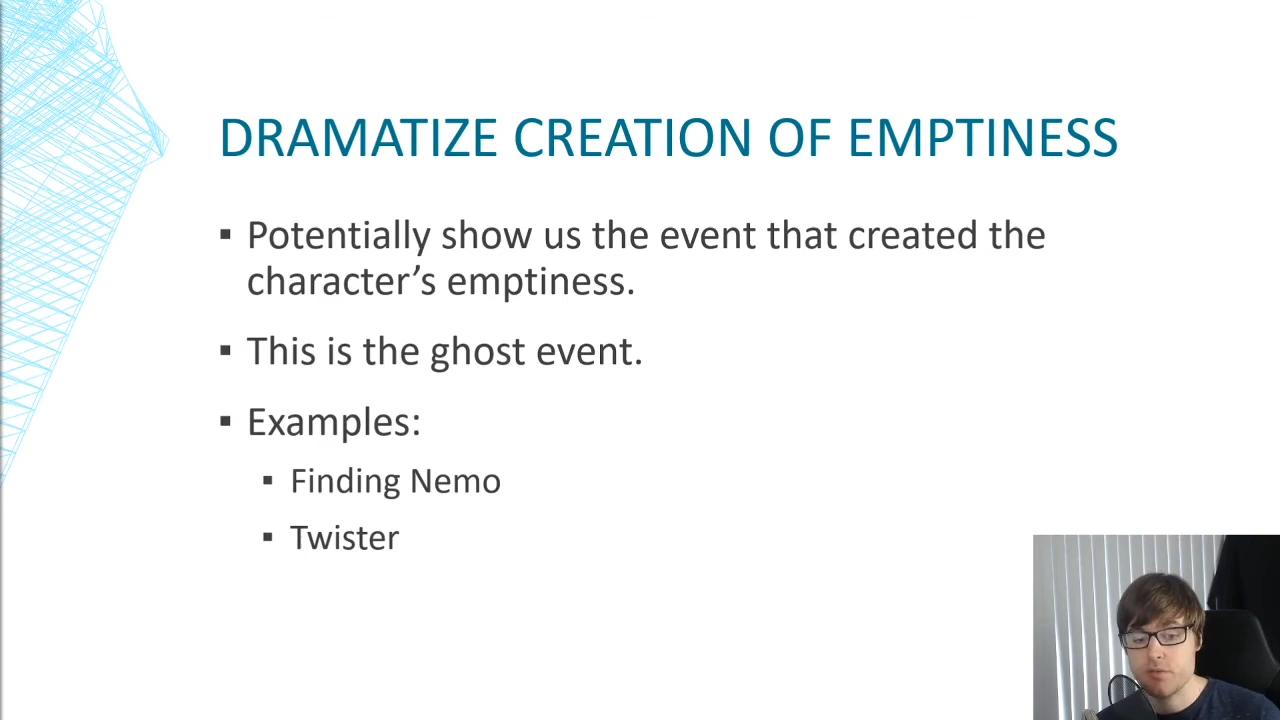 DRAMATIZE CREATION OF EMPTINESS
▪ Potentially show us the event that created the
character’s emptiness.
▪ This is the ghost event.
▪ Examples:
▪ Finding Nemo
▪ Twister